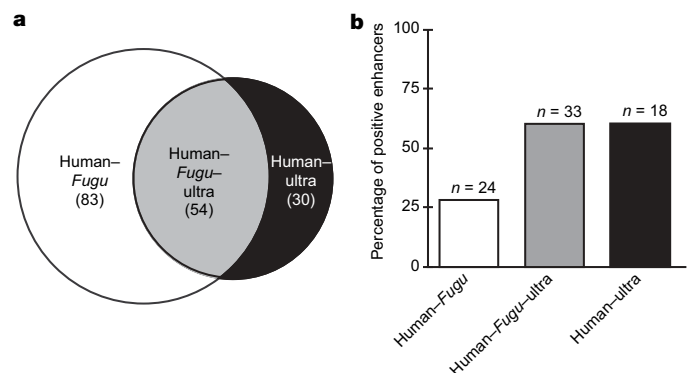 a
Human–
Fugu
(83)
Human–
Fugu–
ultra
(54)
Human–
ultra
(30)
b
Percentage of positive enhancers
100
75
50
25
0
n = 24
n = 33
n = 18
Human–Fugu
Human–Fugu–ultra
Human–ultra